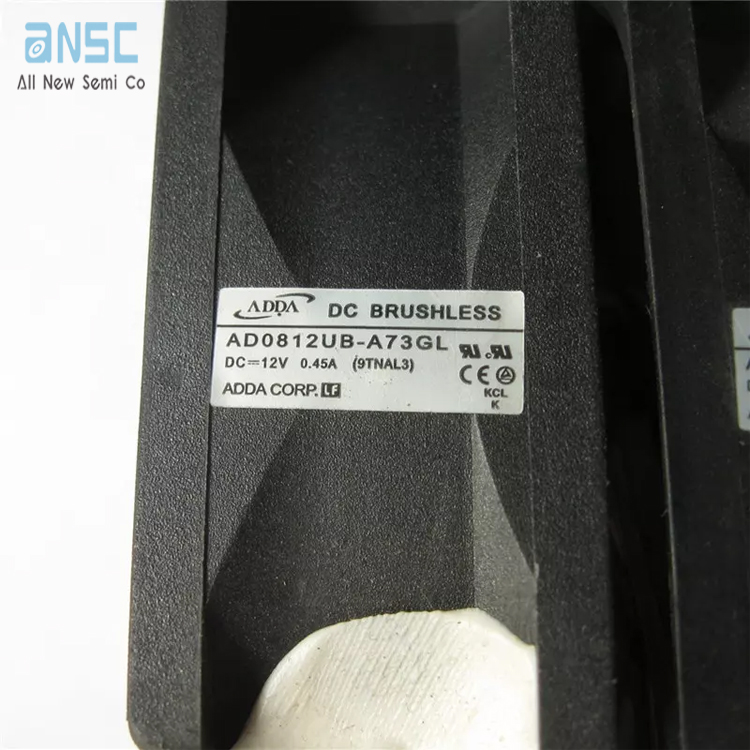 ANSC
All New Semi Co
ADDA DC BRUSHLESS
AD0812UB-A73GL
DC⎓12V 0.45A (9TNAL3)
ADDA CORP. LF
KCL
K